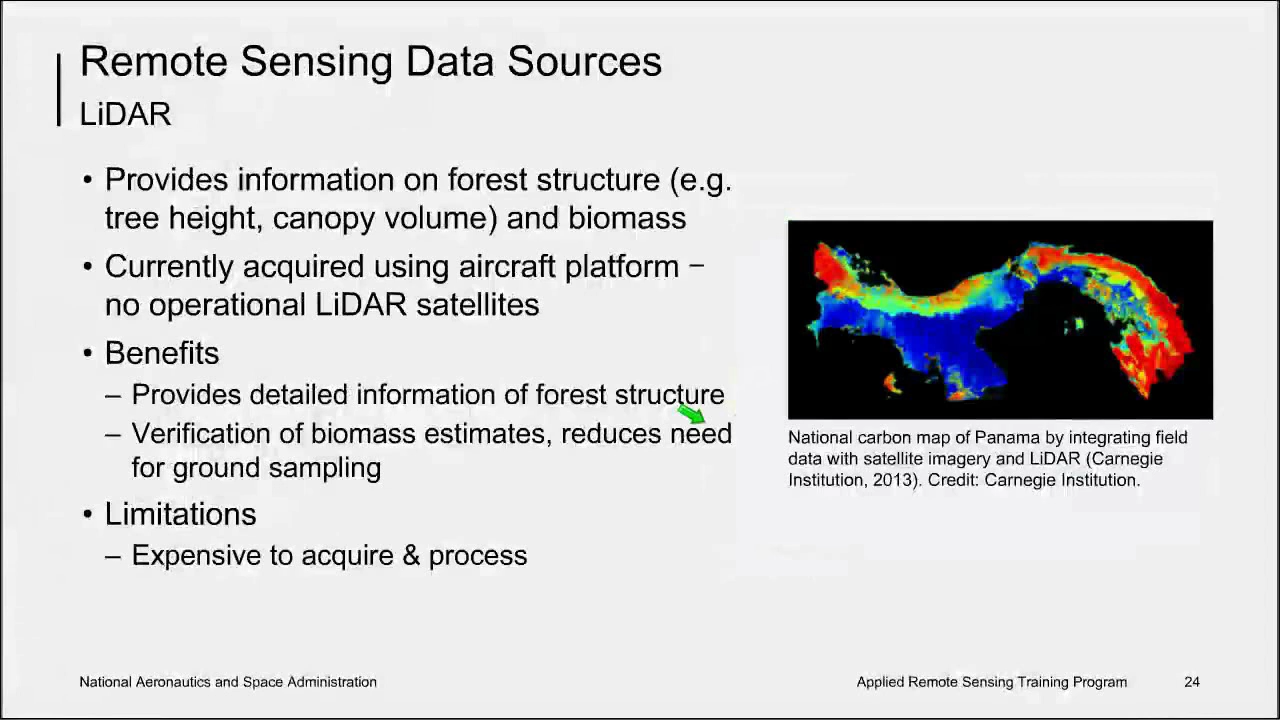 Remote Sensing Data Sources
LiDAR
• Provides information on forest structure (e.g.
tree height, canopy volume) and biomass
• Currently acquired using aircraft platform –
no operational LiDAR satellites
• Benefits
– Provides detailed information of forest structure
– Verification of biomass estimates, reduces need
for ground sampling
• Limitations
– Expensive to acquire & process
National carbon map of Panama by integrating field
data with satellite imagery and LiDAR (Carnegie
Institution, 2013). Credit: Carnegie Institution.
National Aeronautics and Space Administration
Applied Remote Sensing Training Program
24